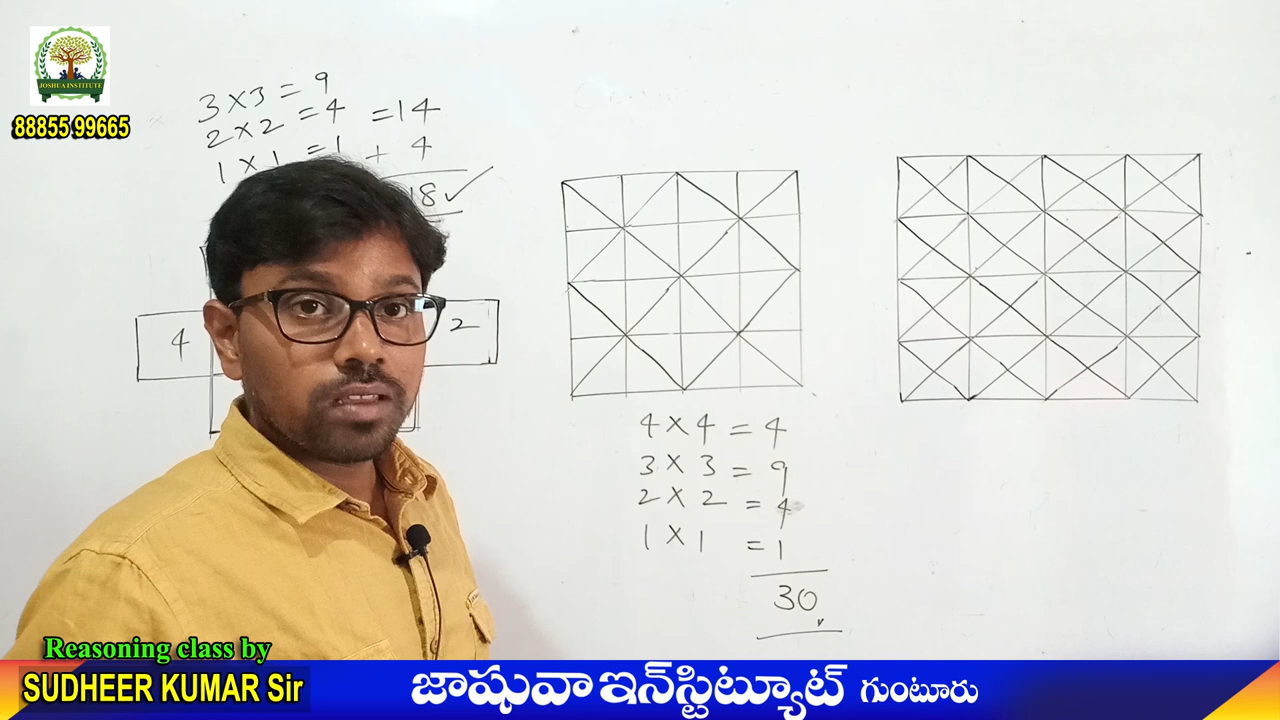 JOSHUA INSTITUTE
88855 99665
3 × 3 = 9
2 × 2 = 4 = 14
1 × 1 = 1 + 4
18 ✓
4
2
4 × 4 = 4
3 × 3 = 9
2 × 2 = 4
1 × 1 = 1
30
Reasoning class by
SUDHEER KUMAR Sir
జాషువా ఇన్‌స్టిట్యూట్ గుంటూరు